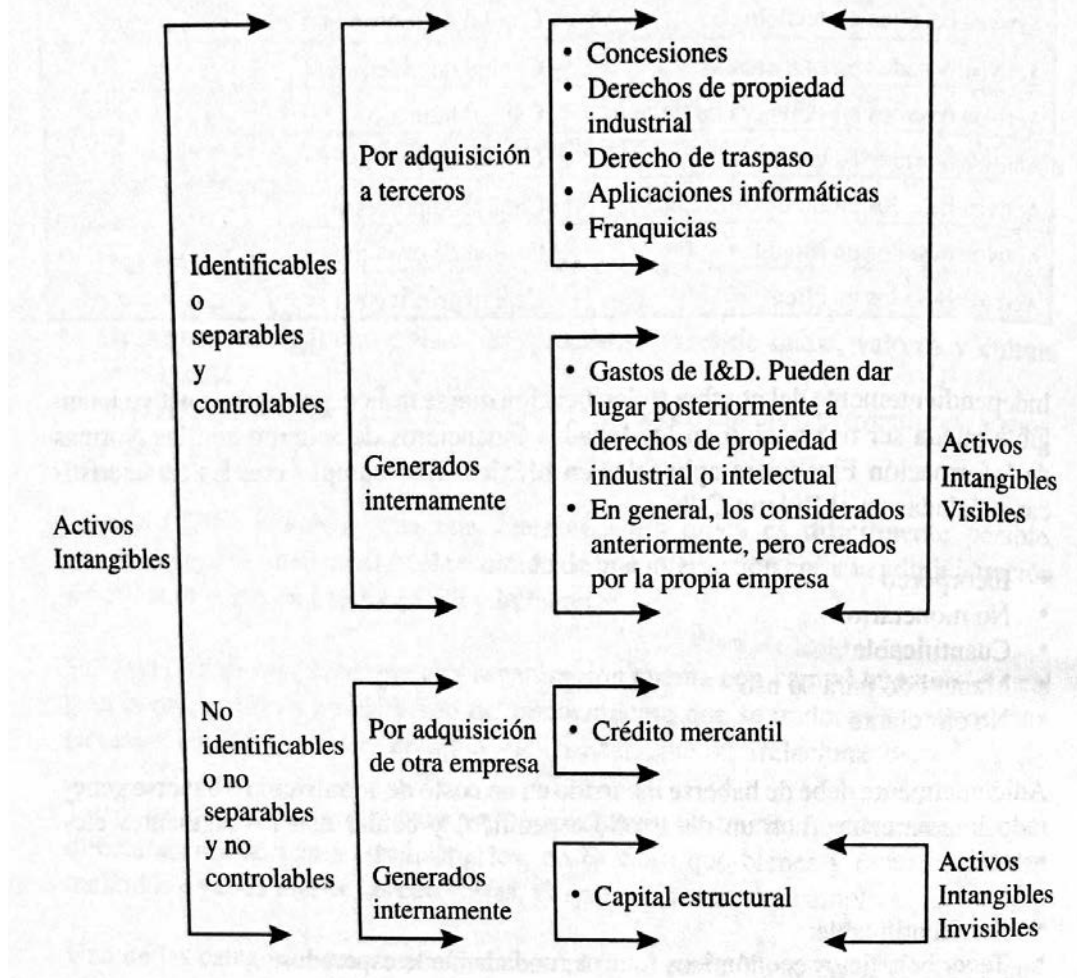 Activos
Intangibles
Identificables
o
separables
y
controlables
Por adquisición
a terceros
• Concesiones
• Derechos de propiedad
industrial
• Derecho de traspaso
• Aplicaciones informáticas
• Franquicias
Generados
internamente
• Gastos de I&D. Pueden dar
lugar posteriormente a
derechos de propiedad
industrial o intelectual
• En general, los considerados
anteriormente, pero creados
por la propia empresa
Activos
Intangibles
Visibles
No
identificables
o no
separables
y no
controlables
Por adquisición
de otra empresa
• Crédito mercantil
Generados
internamente
• Capital estructural
Activos
Intangibles
Invisibles